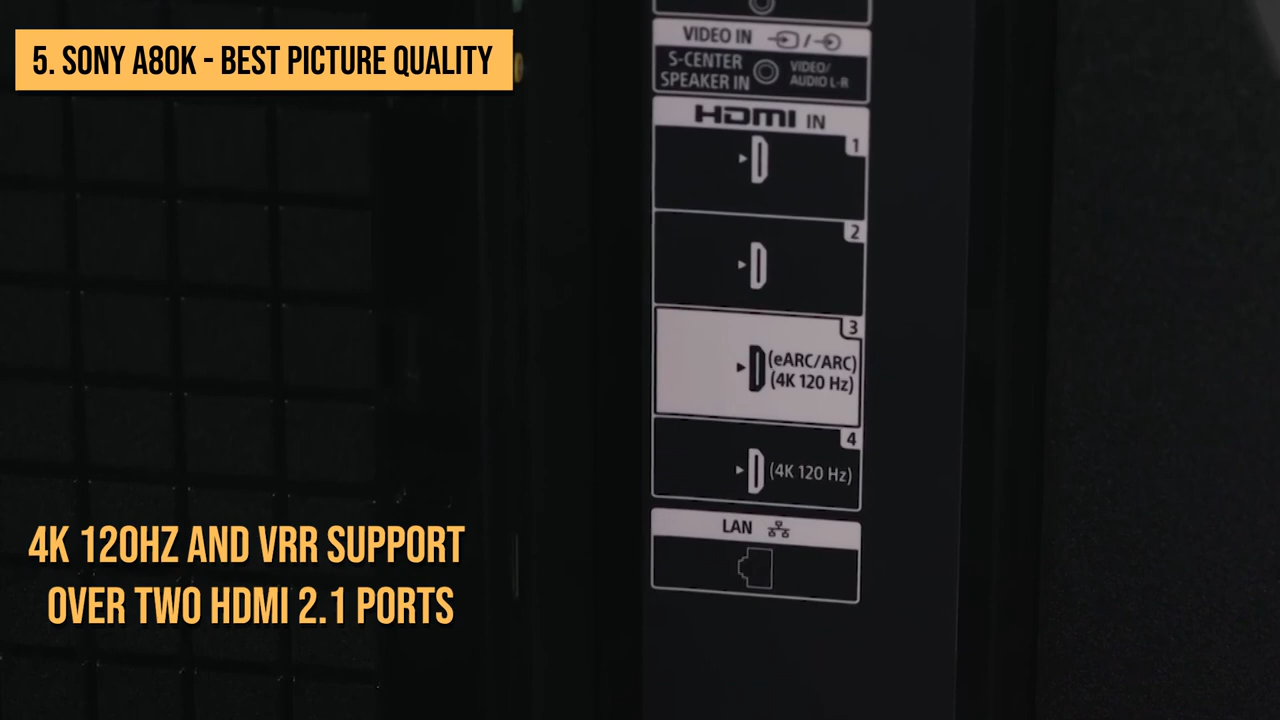 5. SONY A80K - BEST PICTURE QUALITY
VIDEO IN
S-CENTER
SPEAKER IN
VIDEO/
AUDIO L-R
HDMI IN
1
2
3
(eARC/ARC)
(4K 120 Hz)
4
(4K 120 Hz)
LAN
4K 120HZ AND VRR SUPPORT
OVER TWO HDMI 2.1 PORTS